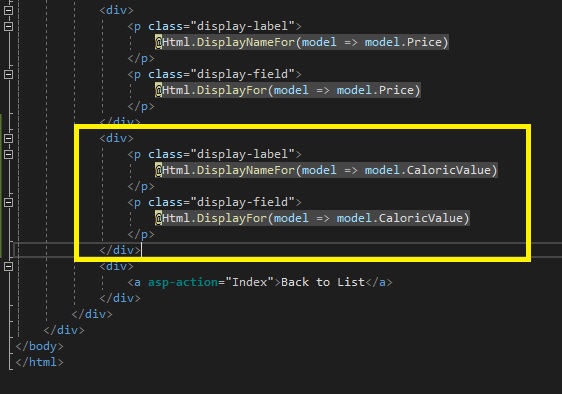 <div>
<p class="display-label">
@Html.DisplayNameFor(model => model.Price)
</p>
<p class="display-field">
@Html.DisplayFor(model => model.Price)
</p>
</div>
<div>
<p class="display-label">
@Html.DisplayNameFor(model => model.CaloricValue)
</p>
<p class="display-field">
@Html.DisplayFor(model => model.CaloricValue)
</p>
</div>
<div>
<a asp-action="Index">Back to List</a>
</div>
</div>
</div>
</body>
</html>